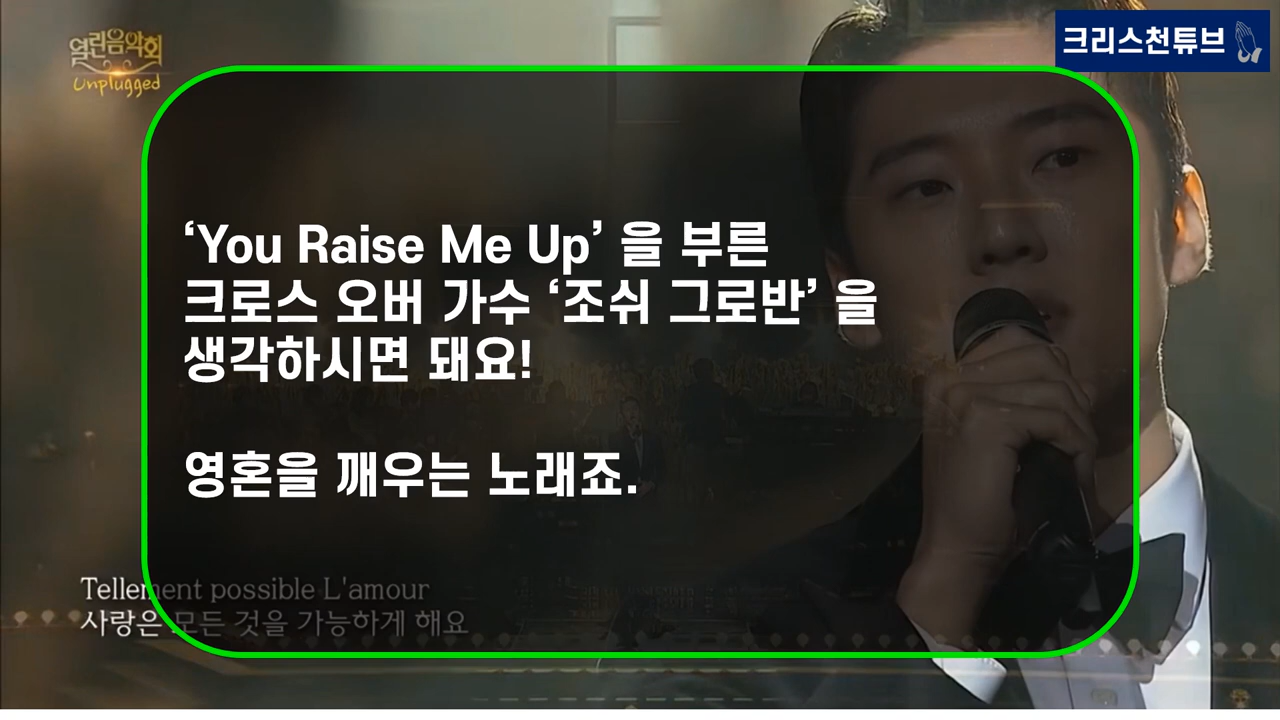 열린음악회
Unplugged
크리스천튜브
‘You Raise Me Up’ 을 부른
크로스 오버 가수 ‘조쉬 그로반’ 을
생각하시면 돼요!
영혼을 깨우는 노래죠.
Tellement possible L'amour
사랑은 모든 것을 가능하게 해요